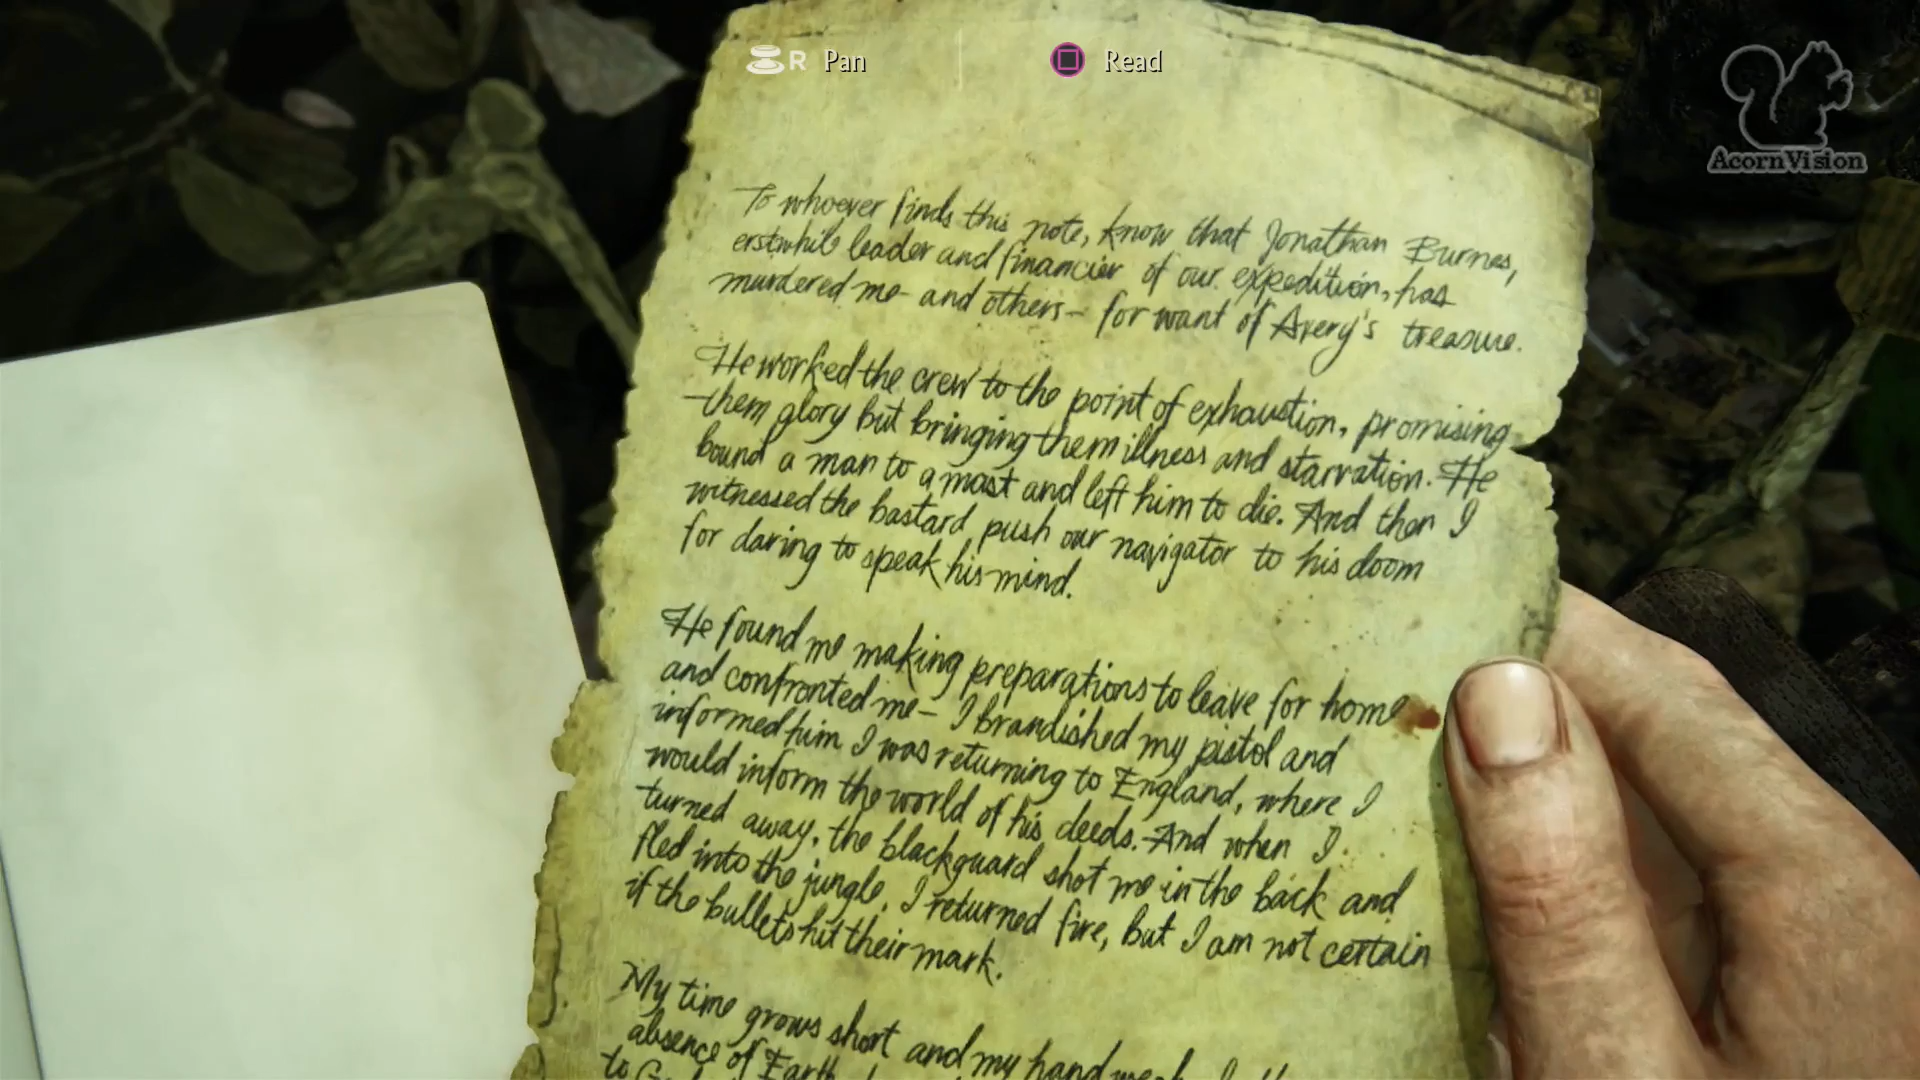 R Pan
Read
AcornVision
To whoever finds this note, know that Jonathan Burnes,
erstwhile leader and financier of our expedition, has
murdered me - and others - for want of Avery's treasure.
He worked the crew to the point of exhaustion, promising
them glory but bringing them illness and starvation. He
bound a man to a mast and left him to die. And then I
witnessed the bastard push our navigator to his doom
for daring to speak his mind.
He found me making preparations to leave for home
and confronted me - I brandished my pistol and
informed him I was returning to England, where I
would inform the world of his deeds. And when I
turned away, the blackguard shot me in the back and
fled into the jungle. I returned fire, but I am not certain
if the bullets hit their mark.
My time grows short and my hand
absence of
to